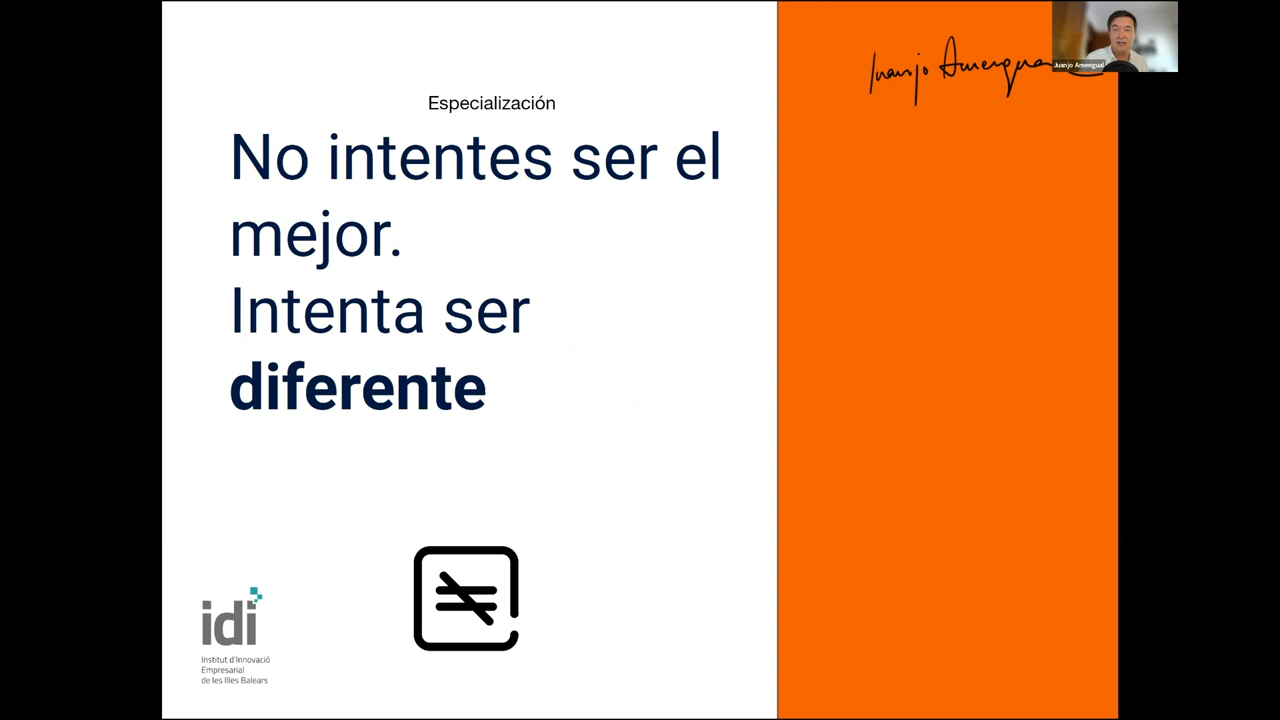 Juanjo Amengual
Juanjo Amengual
Especialización
No intentes ser el
mejor.
Intenta ser
diferente
idi
Institut d'Innovació
Empresarial
de les Illes Balears